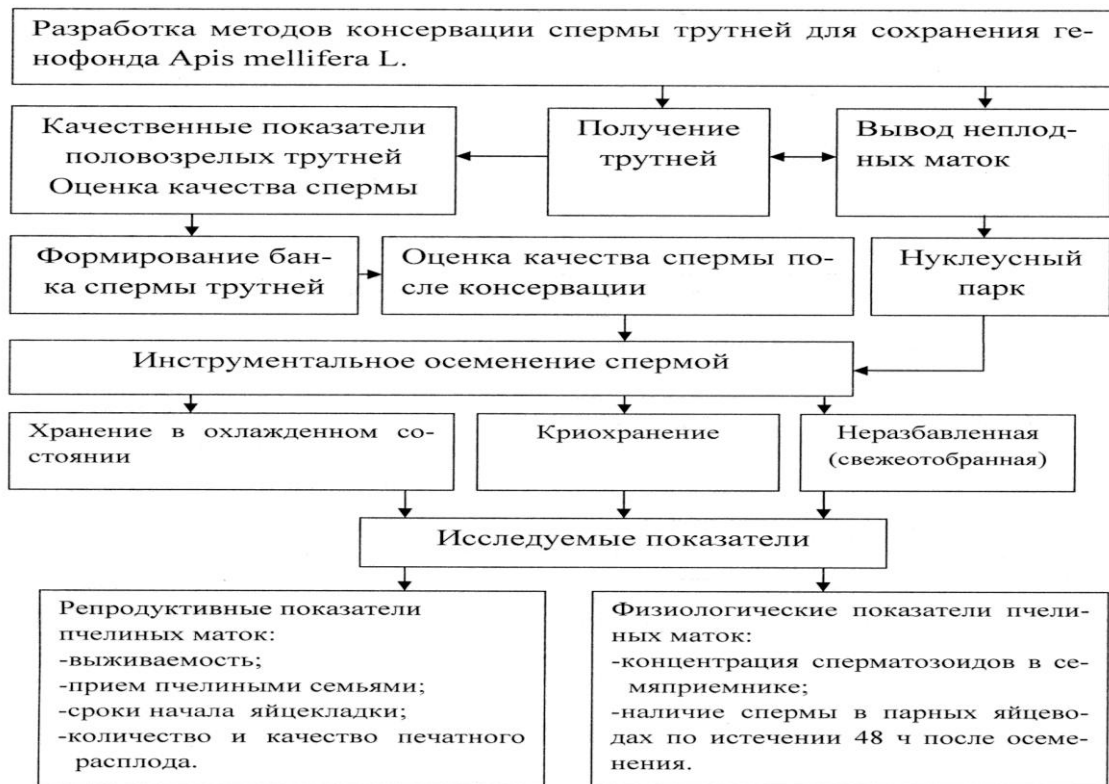 Разработка методов консервации спермы трутней для сохранения ге-
нофонда Apis mellifera L.
Качественные показатели
половозрелых трутней
Оценка качества спермы
Получение
трутней
Вывод неплод-
ных маток
Формирование бан-
ка спермы трутней
Оценка качества спермы по-
сле консервации
Нуклеусный
парк
Инструментальное осеменение спермой
Хранение в охлажденном со-
стоянии
Криохранение
Неразбавленная
(свежеотобранная)
Исследуемые показатели
Репродуктивные показатели
пчелиных маток:
-выживаемость;
-прием пчелиными семьями;
-сроки начала яйцекладки;
-количество и качество печатного
расплода.
Физиологические показатели пчели-
ных маток:
-концентрация сперматозоидов в се-
мяприемнике;
-наличие спермы в парных яйцево-
дах по истечении 48 ч после осеме-
нения.